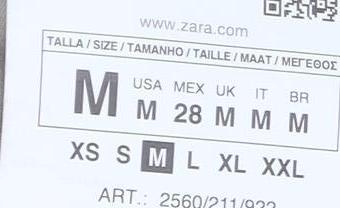 www.zara.com
TALLA / SIZE / TAMANHO / TAILLE / MAAT / ΜΕΓΕΘΟΣ
M USA MEX UK IT BR
M 28 M M M
XS S M L XL XXL
ART.: 2560/211/922